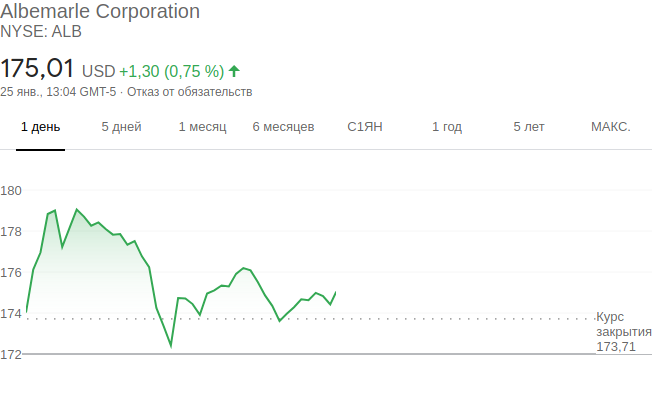 Albemarle Corporation
NYSE: ALB
175,01 USD +1,30 (0,75 %)
25 янв., 13:04 GMT-5 · Отказ от обязательств
1 день 5 дней 1 месяц 6 месяцев С1ЯН 1 год 5 лет МАКС.
180
178
176
174
172
Курс
закрытия
173,71